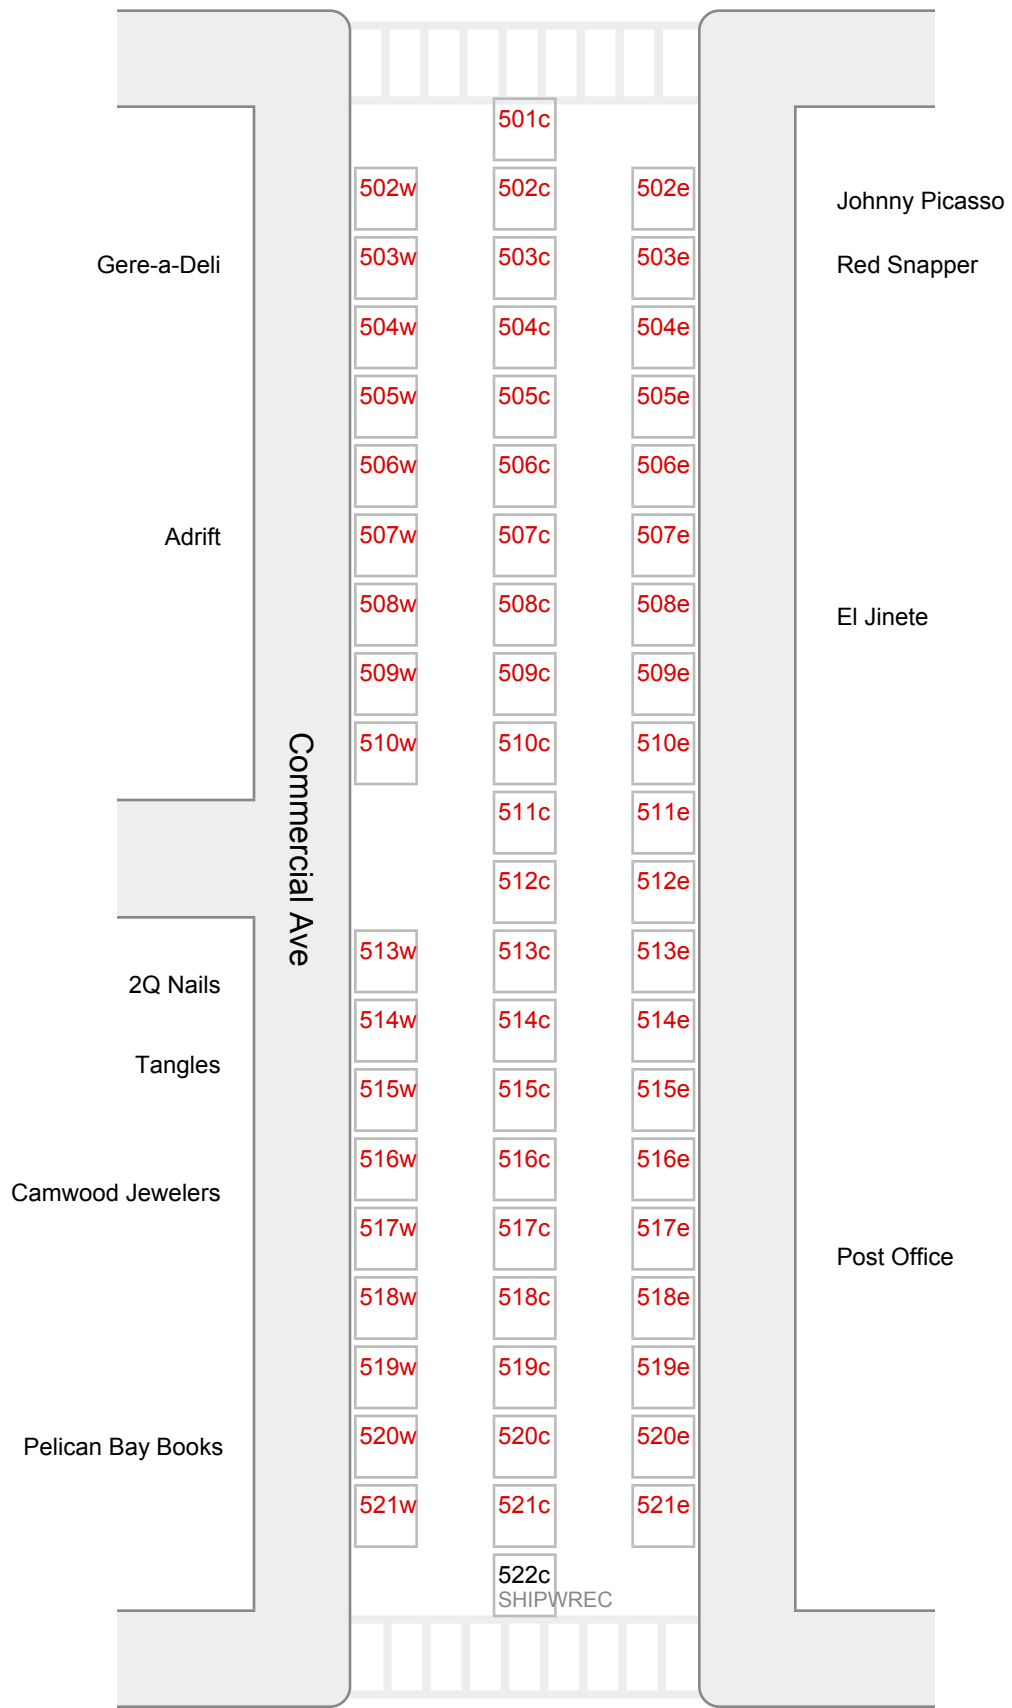 501c
502w 502c 502e Johnny Picasso
Gere-a-Deli 503w 503c 503e Red Snapper
504w 504c 504e
505w 505c 505e
506w 506c 506e
Adrift 507w 507c 507e
508w 508c 508e El Jinete
509w 509c 509e
510w 510c 510e
Commercial Ave
511c 511e
512c 512e
513w 513c 513e
2Q Nails
514w 514c 514e
Tangles
515w 515c 515e
516w 516c 516e
Camwood Jewelers
517w 517c 517e
Post Office
518w 518c 518e
519w 519c 519e
Pelican Bay Books 520w 520c 520e
521w 521c 521e
522c
SHIPWREC